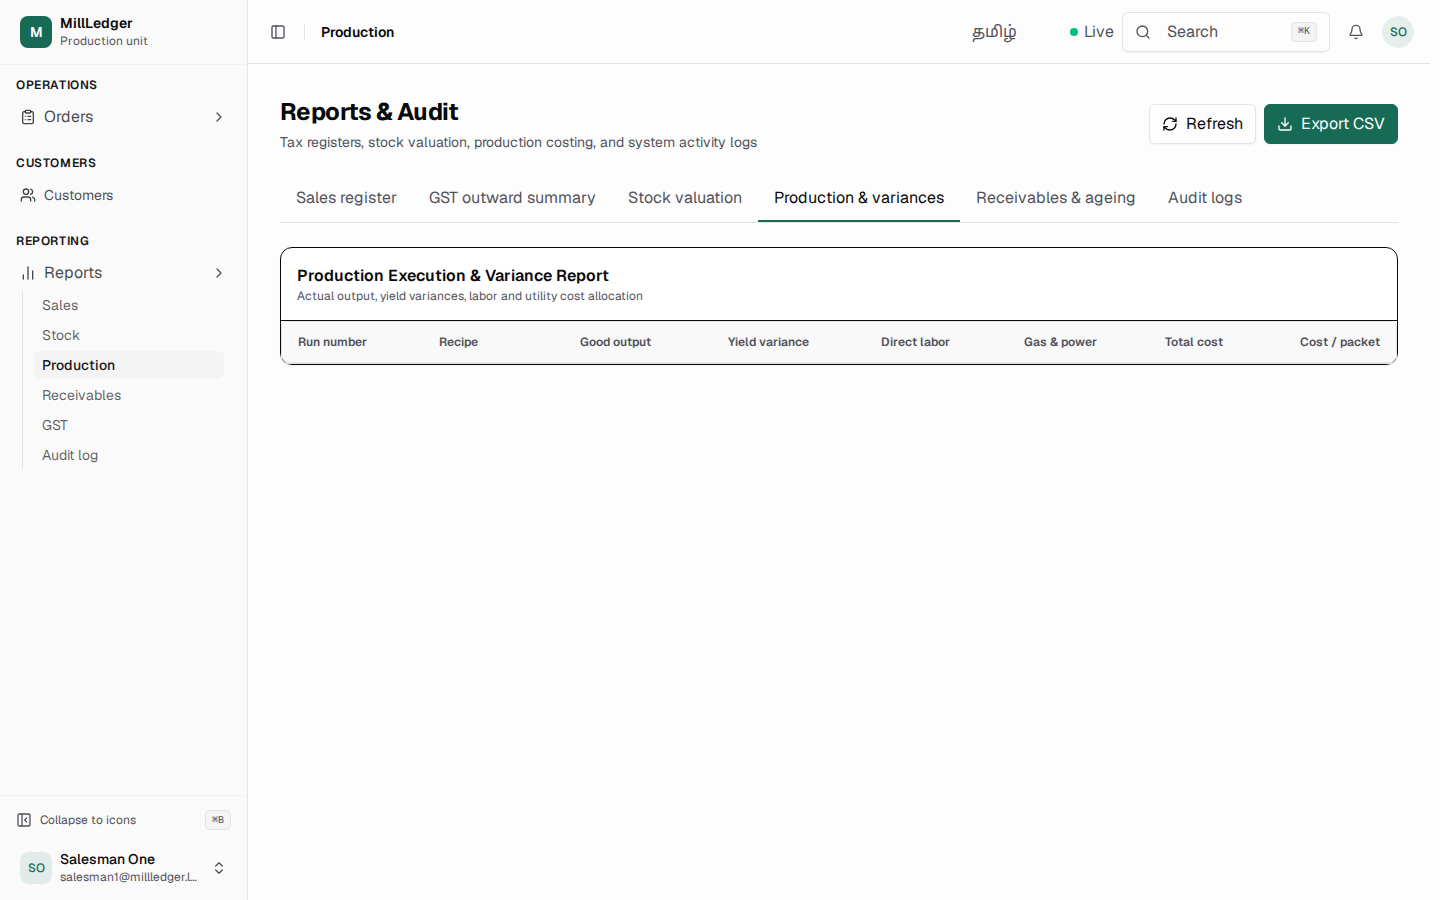 M
MillLedger
Production unit
OPERATIONS
Orders
CUSTOMERS
Customers
REPORTING
Reports
Sales
Stock
Production
Receivables
GST
Audit log
Collapse to icons
⌘B
SO
Salesman One
salesman1@millledger.l...
Production
தமிழ்
Live
Search
⌘K
SO
Reports & Audit
Tax registers, stock valuation, production costing, and system activity logs
Refresh
Export CSV
Sales register
GST outward summary
Stock valuation
Production & variances
Receivables & ageing
Audit logs
Production Execution & Variance Report
Actual output, yield variances, labor and utility cost allocation
Run number
Recipe
Good output
Yield variance
Direct labor
Gas & power
Total cost
Cost / packet